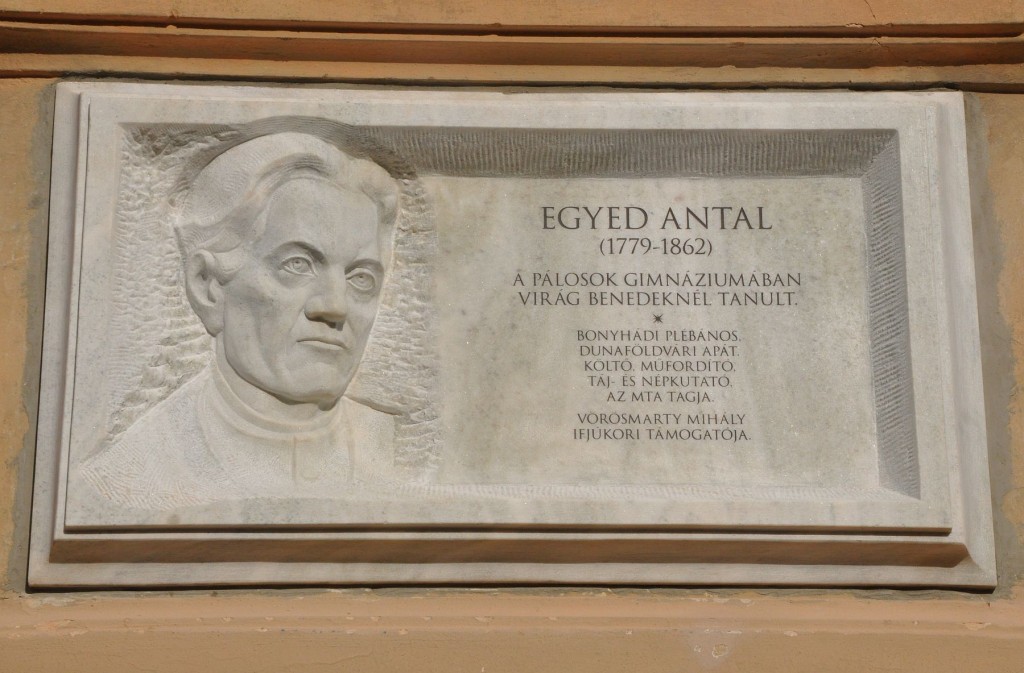 EGYED ANTAL
(1779-1862)
A PÁLOSOK GIMNÁZIUMÁBAN
VIRÁG BENEDEKNÉL TANULT.
BONYHÁDI PLÉBÁNOS,
DUNAFÖLDVÁRI APÁT,
KÖLTŐ, MŰFORDÍTÓ,
TÁJ- ÉS NÉPKUTATÓ,
AZ MTA TAGJA.
VÖRÖSMARTY MIHÁLY
IFJÚKORI TÁMOGATÓJA.